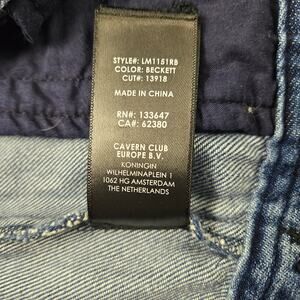 STYLE#: LM1151RB
COLOR: BECKETT
CUT#: 13918
MADE IN CHINA
RN#: 133647
CA#: 62380
CAVERN CLUB
EUROPE B.V.
KONINGIN
WILHELMINAPLEIN 1
1062 HG AMSTERDAM
THE NETHERLANDS